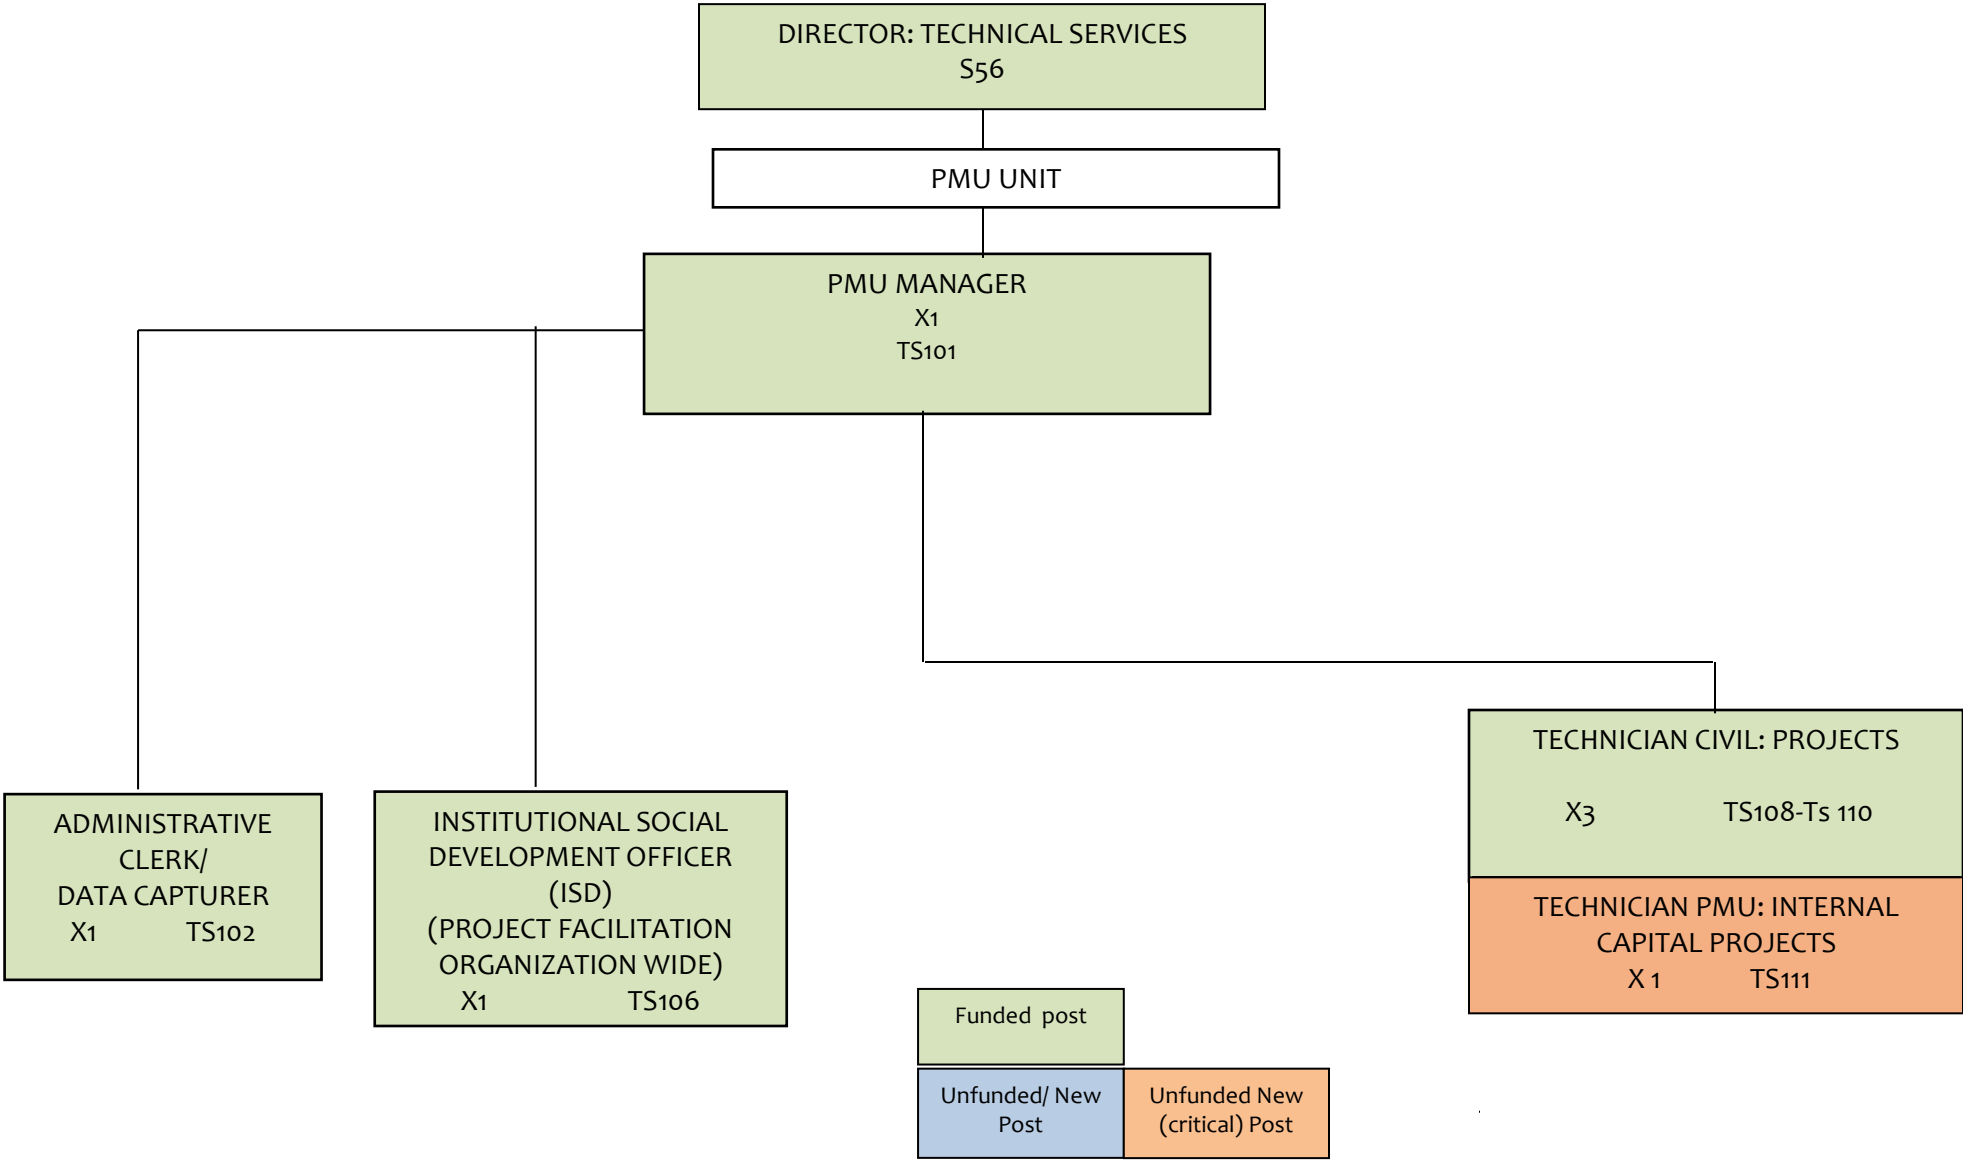 DIRECTOR: TECHNICAL SERVICES
S56
PMU UNIT
PMU MANAGER
X1
TS101
ADMINISTRATIVE
CLERK/
DATA CAPTURER
X1 TS102
INSTITUTIONAL SOCIAL
DEVELOPMENT OFFICER
(ISD)
(PROJECT FACILITATION
ORGANIZATION WIDE)
X1 TS106
TECHNICIAN CIVIL: PROJECTS
X3 TS108-Ts 110
TECHNICIAN PMU: INTERNAL
CAPITAL PROJECTS
X 1 TS111
Funded post
Unfunded/ New
Post
Unfunded New
(critical) Post